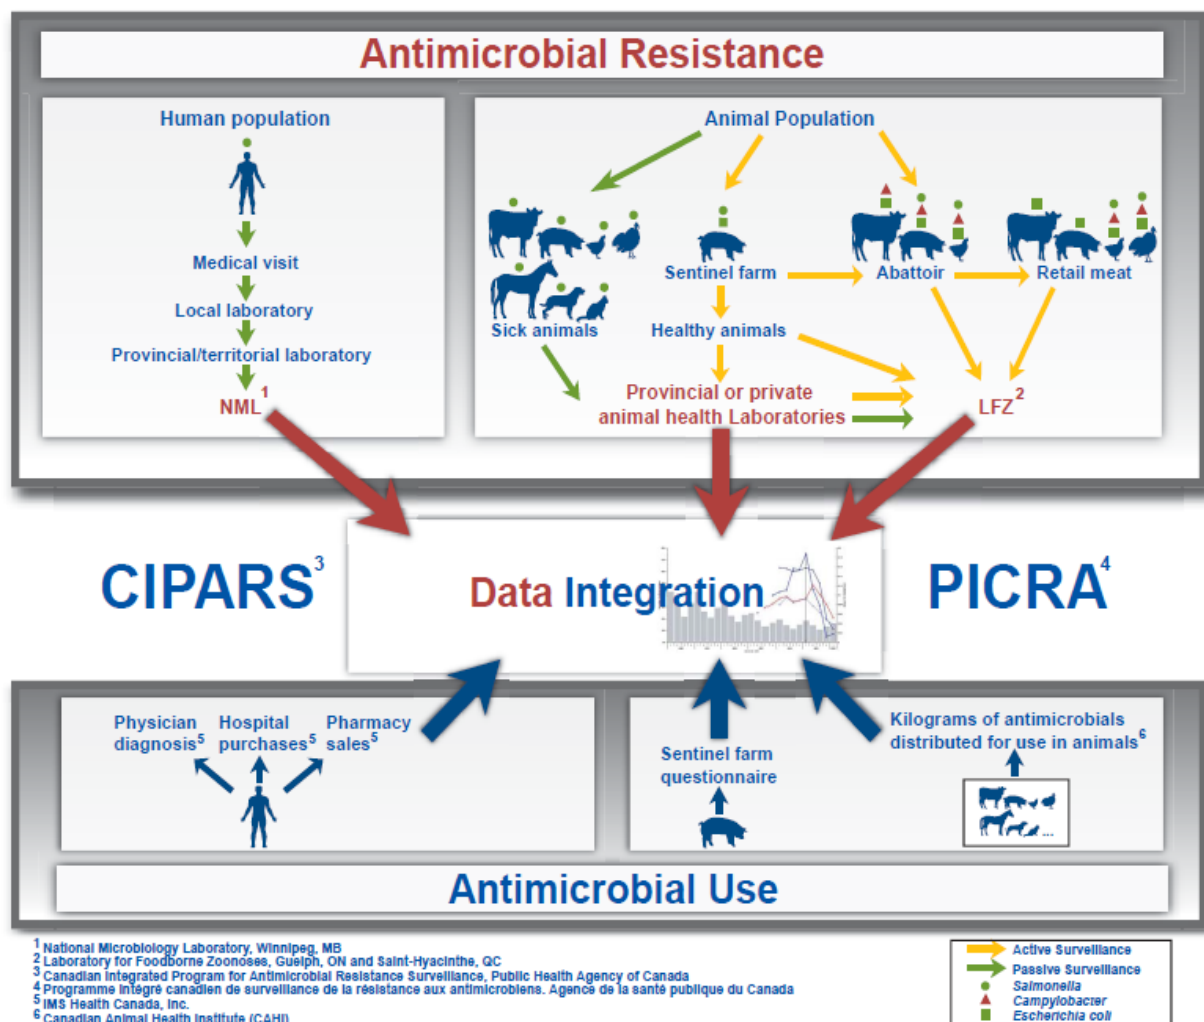 Antimicrobial Resistance
Human population
Medical visit
Local laboratory
Provincial/territorial laboratory
NML1
Animal Population
Sick animals
Sentinel farm
Healthy animals
Abattoir
Retail meat
Provincial or private
animal health Laboratories
LFZ2
CIPARS3
Data Integration
PICRA4
Physician
diagnosis5
Hospital
purchases5
Pharmacy
sales5
Sentinel farm
questionnaire
Kilograms of antimicrobials
distributed for use in animals6
...
Antimicrobial Use
1 National Microbiology Laboratory, Winnipeg, MB
2 Laboratory for Foodborne Zoonoses, Guelph, ON and Saint-Hyacinthe, QC
3 Canadian Integrated Program for Antimicrobial Resistance Surveillance, Public Health Agency of Canada
4 Programme intégré canadien de surveillance de la résistance aux antimicrobiens. Agence de la santé publique du Canada
5 IMS Health Canada, Inc.
6 Canadian Animal Health Institute (CAHI)
Active Surveillance
Passive Surveillance
Salmonella
Campylobacter
Escherichia coli